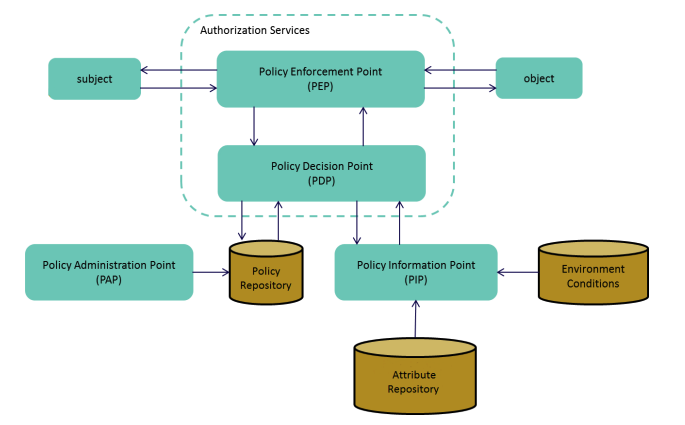 Authorization Services
subject
Policy Enforcement Point
(PEP)
object
Policy Decision Point
(PDP)
Policy Administration Point
(PAP)
Policy
Repository
Policy Information Point
(PIP)
Environment
Conditions
Attribute
Repository